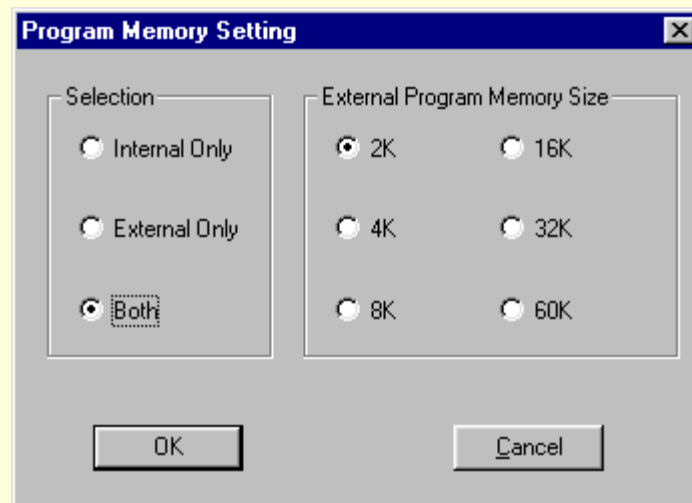 Program Memory Setting
Selection
Internal Only
External Only
Both
External Program Memory Size
2K
4K
8K
16K
32K
60K
OK
Cancel